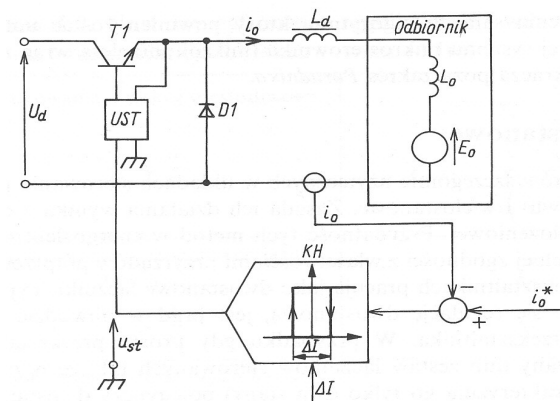 T1
i₀
L_d
Odbiornik
L₀
UST
D1
U_d
E₀
i₀
KH
ΔI
u_st
ΔI
−
+
i₀*